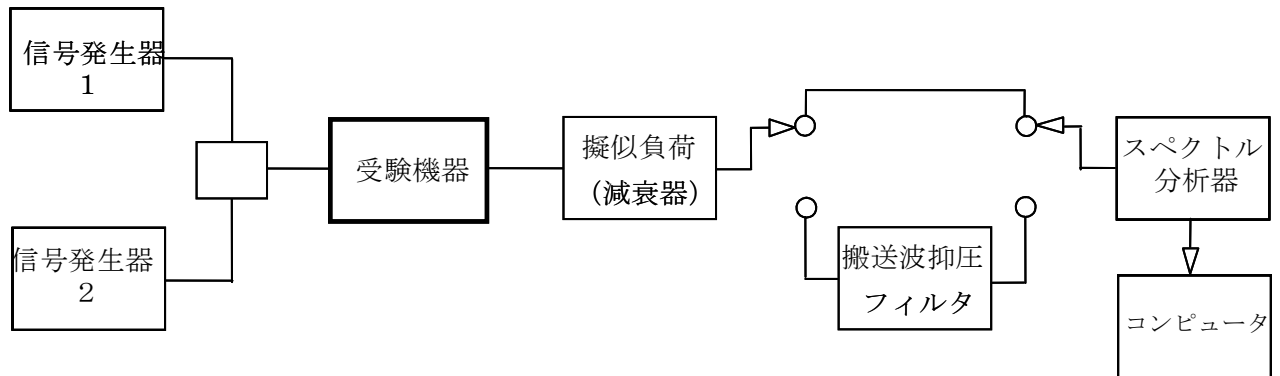 信号発生器
1
受験機器
擬似負荷
(減衰器)
スペクトル
分析器
信号発生器
2
搬送波抑圧
フィルタ
コンピュータ